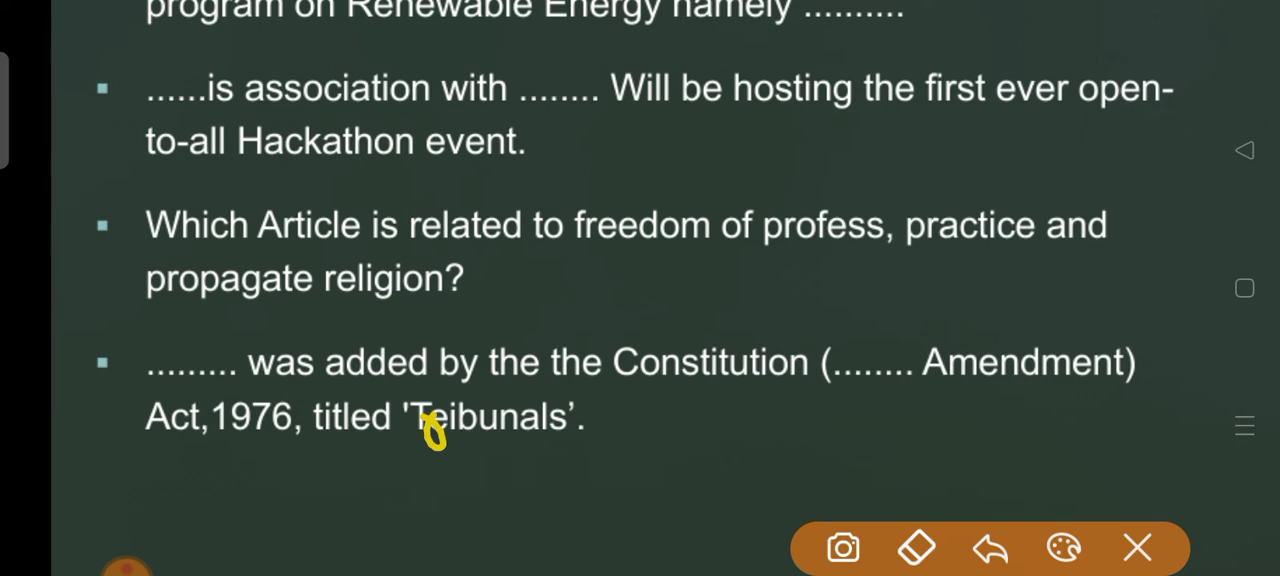 program on Renewable Energy namely ..........
▪ ......is association with ........ Will be hosting the first ever open-
to-all Hackathon event.
▪ Which Article is related to freedom of profess, practice and
propagate religion?
▪ ......... was added by the the Constitution (........ Amendment)
Act,1976, titled 'Teibunals’.